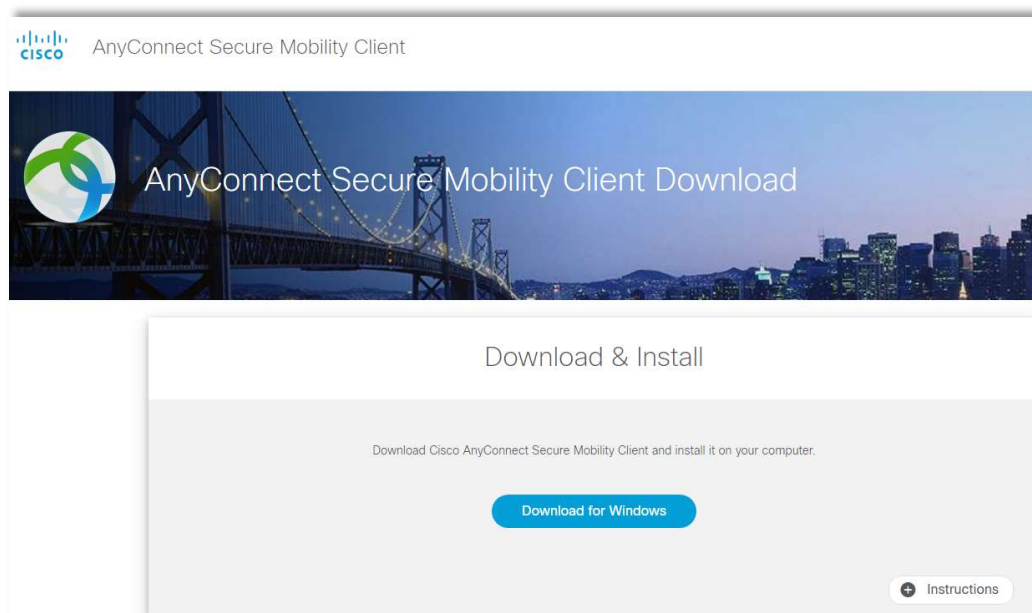 CISCO
AnyConnect Secure Mobility Client
AnyConnect Secure Mobility Client Download
Download & Install
Download Cisco AnyConnect Secure Mobility Client and install it on your computer.
Download for Windows
Instructions